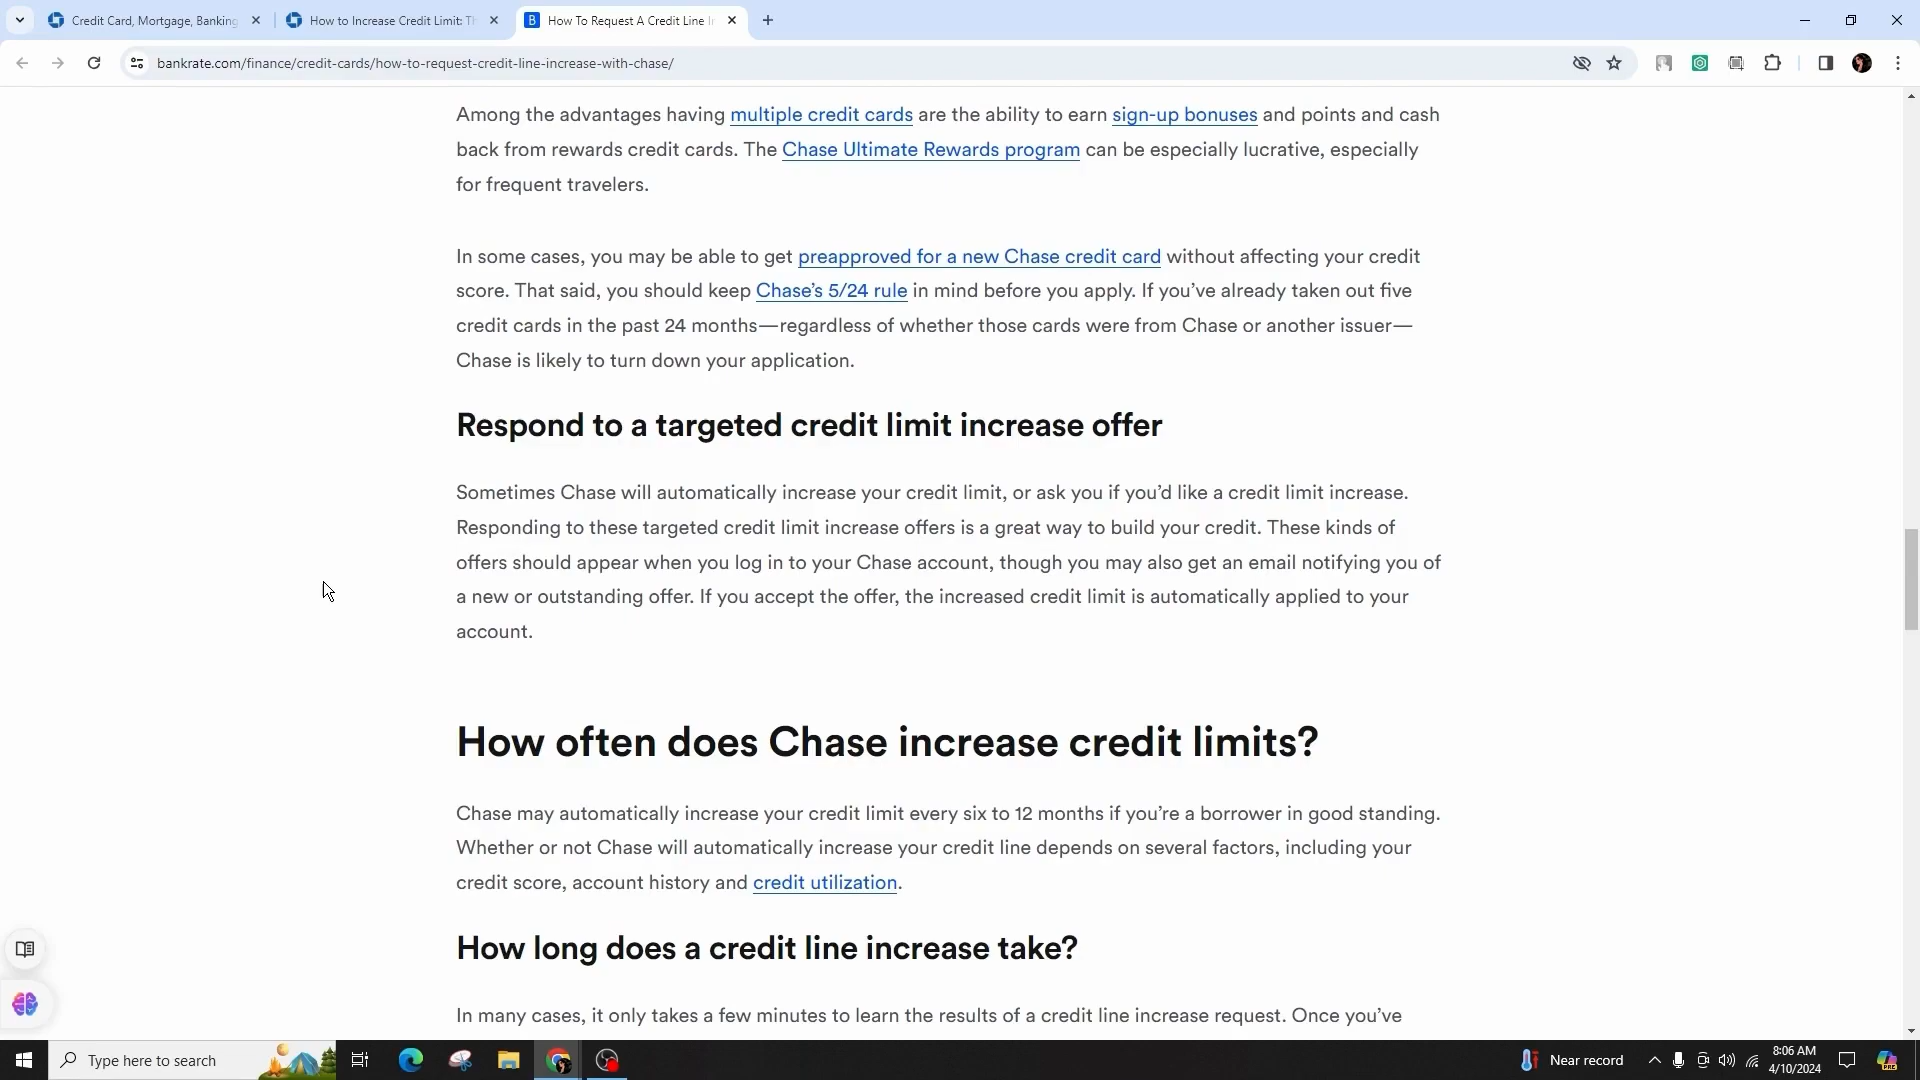 Credit Card, Mortgage, Banking
How to Increase Credit Limit: Th
How To Request A Credit Line In
bankrate.com/finance/credit-cards/how-to-request-credit-line-increase-with-chase/
Among the advantages having multiple credit cards are the ability to earn sign-up bonuses and points and cash
back from rewards credit cards. The Chase Ultimate Rewards program can be especially lucrative, especially
for frequent travelers.
In some cases, you may be able to get preapproved for a new Chase credit card without affecting your credit
score. That said, you should keep Chase’s 5/24 rule in mind before you apply. If you’ve already taken out five
credit cards in the past 24 months—regardless of whether those cards were from Chase or another issuer—
Chase is likely to turn down your application.
Respond to a targeted credit limit increase offer
Sometimes Chase will automatically increase your credit limit, or ask you if you’d like a credit limit increase.
Responding to these targeted credit limit increase offers is a great way to build your credit. These kinds of
offers should appear when you log in to your Chase account, though you may also get an email notifying you of
a new or outstanding offer. If you accept the offer, the increased credit limit is automatically applied to your
account.
How often does Chase increase credit limits?
Chase may automatically increase your credit limit every six to 12 months if you’re a borrower in good standing.
Whether or not Chase will automatically increase your credit line depends on several factors, including your
credit score, account history and credit utilization.
How long does a credit line increase take?
In many cases, it only takes a few minutes to learn the results of a credit line increase request. Once you’ve
Type here to search
Near record
8:06 AM
4/10/2024